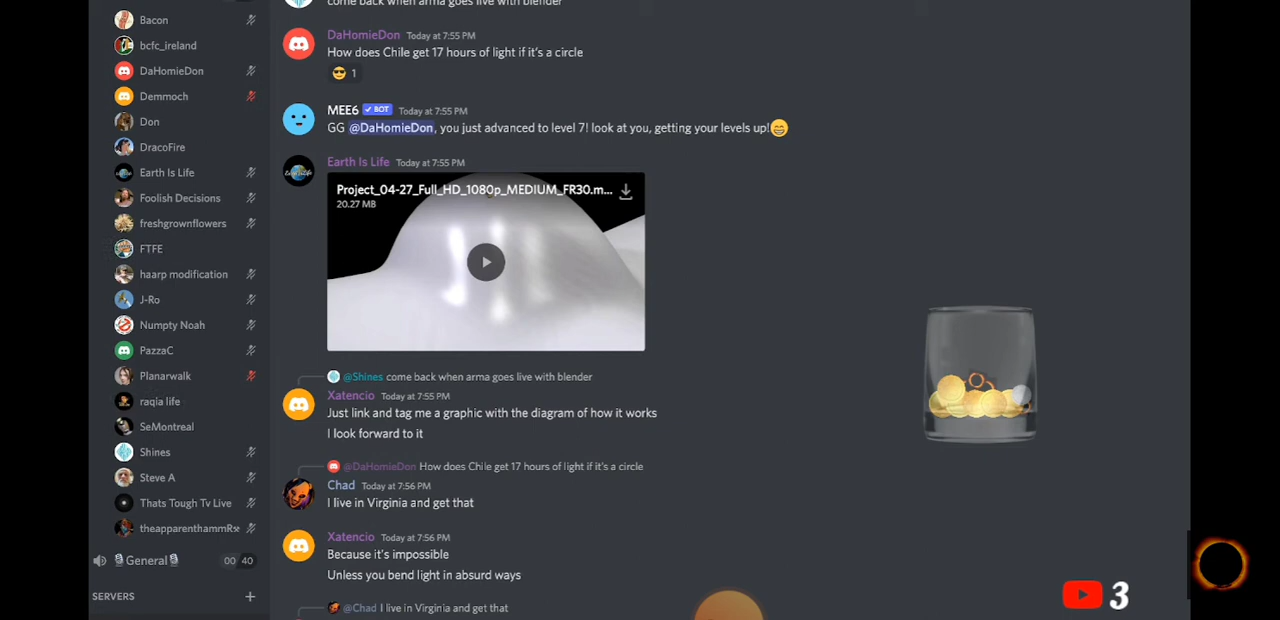 Bacon
bcfc_ireland
DaHomieDon
Demmoch
Don
DracoFire
Earth Is Life
Foolish Decisions
freshgrownflowers
FTFE
haarp modification
J-Ro
Numpty Noah
PazzaC
Planarwalk
raqia life
SeMontreal
Shines
Steve A
Thats Tough Tv Live
theapparenthammR
General
00 40
SERVERS
come back when arma goes live with blender
DaHomieDon Today at 7:55 PM
How does Chile get 17 hours of light if it's a circle
1
MEE6 BOT Today at 7:55 PM
GG @DaHomieDon, you just advanced to level 7! look at you, getting your levels up!
Earth Is Life Today at 7:55 PM
Project_04-27_Full_HD_1080p_MEDIUM_FR30.m...
20.27 MB
@Shines come back when arma goes live with blender
Xatencio Today at 7:55 PM
Just link and tag me a graphic with the diagram of how it works
I look forward to it
@DaHomieDon How does Chile get 17 hours of light if it's a circle
Chad Today at 7:56 PM
I live in Virginia and get that
Xatencio Today at 7:56 PM
Because it's impossible
Unless you bend light in absurd ways
@Chad I live in Virginia and get that
3